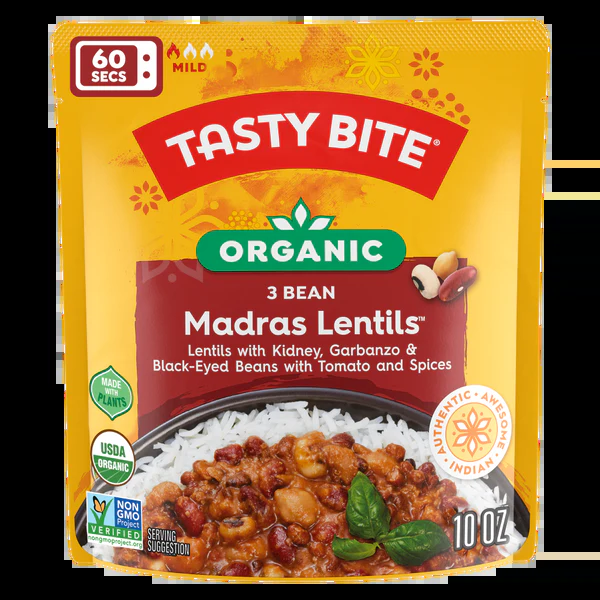 60
SECS
MILD
TASTY BITE®
ORGANIC
3 BEAN
Madras Lentils™
Lentils with Kidney, Garbanzo &
Black-Eyed Beans with Tomato and Spices
MADE
WITH
PLANTS
USDA
ORGANIC
NON
GMO
Project
VERIFIED
nongmoproject.org
SERVING
SUGGESTION
AUTHENTIC • AWESOME • INDIAN •
10 OZ